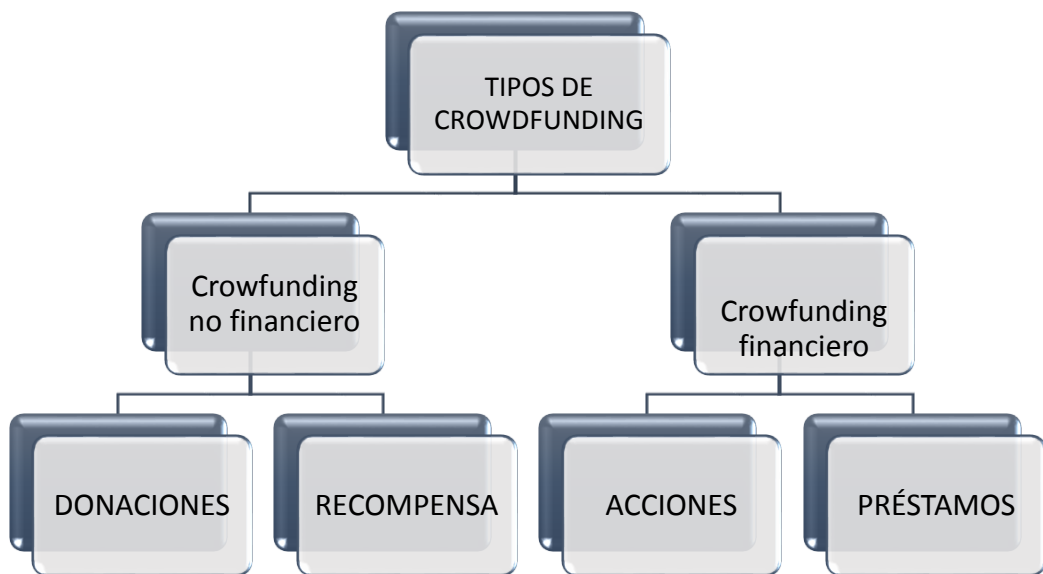 TIPOS DE
CROWDFUNDING
Crowfunding
no financiero
Crowfunding
financiero
DONACIONES
RECOMPENSA
ACCIONES
PRÉSTAMOS